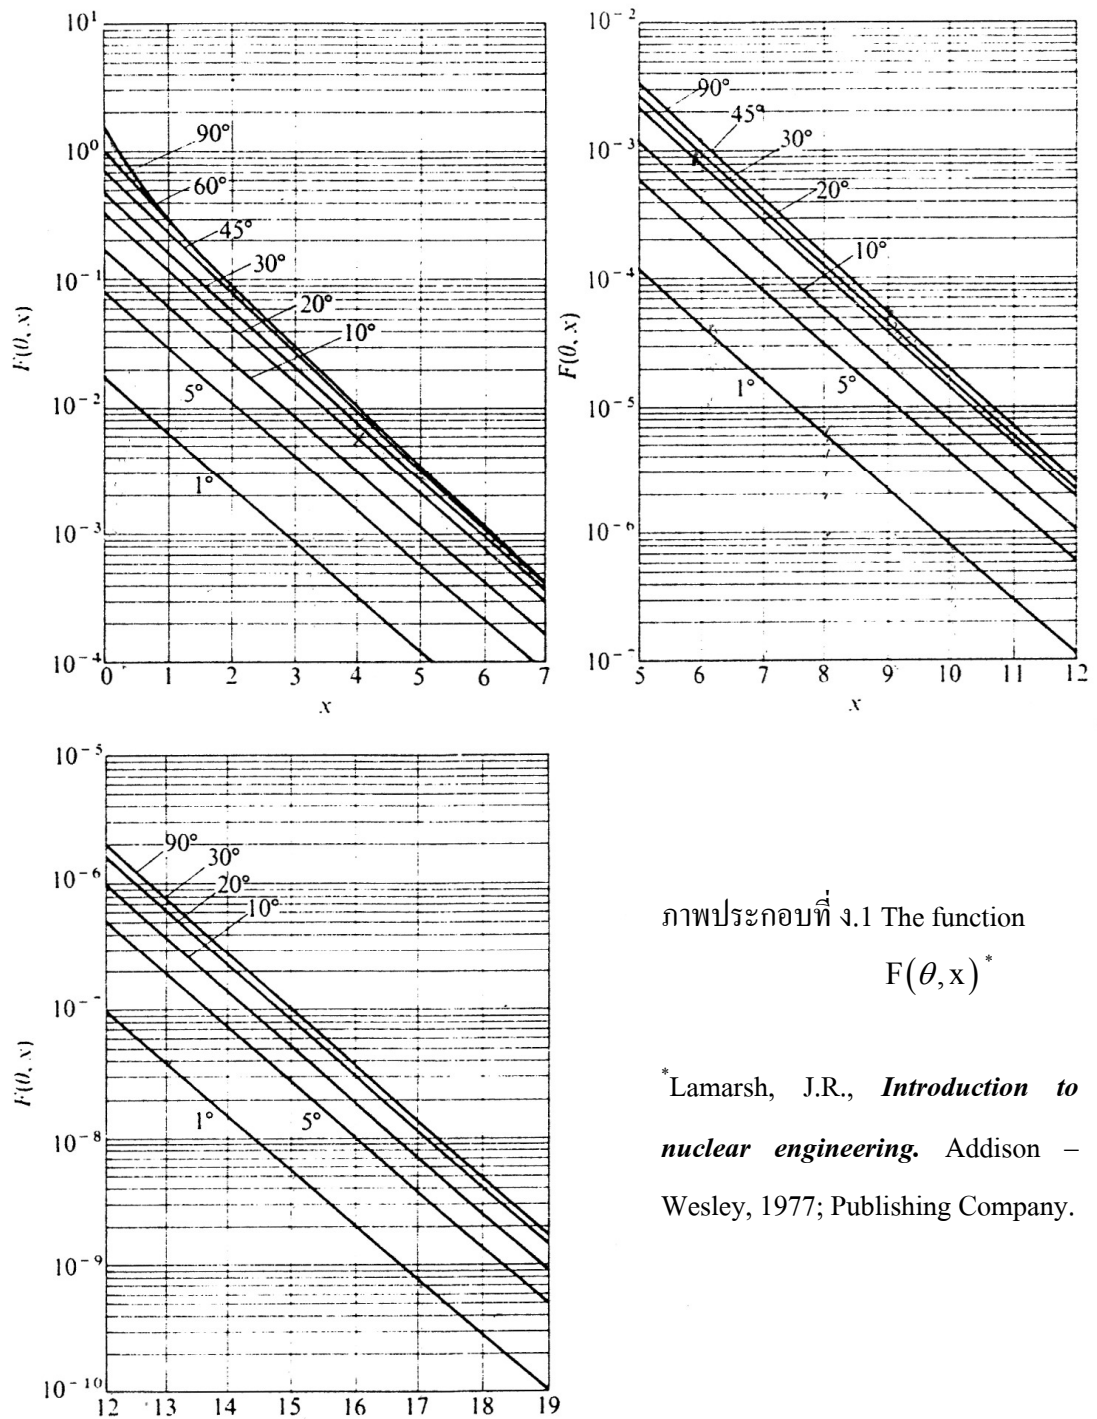 10¹
10⁰
10⁻¹
10⁻²
10⁻³
10⁻⁴
F(θ, x)
90°
60°
45°
30°
20°
10°
5°
1°
0 1 2 3 4 5 6 7
x
10⁻²
10⁻³
10⁻⁴
10⁻⁵
10⁻⁶
F(θ, x)
90°
45°
30°
20°
10°
5°
1°
5 6 7 8 9 10 11 12
x
10⁻⁵
10⁻⁶
10⁻⁷
10⁻⁸
10⁻⁹
10⁻¹⁰
F(θ, x)
90°
30°
20°
10°
5°
1°
12 13 14 15 16 17 18 19
ภาพประกอบที่ ง.1 The function
F(θ,x)*
*Lamarsh, J.R., Introduction to
nuclear engineering. Addison –
Wesley, 1977; Publishing Company.